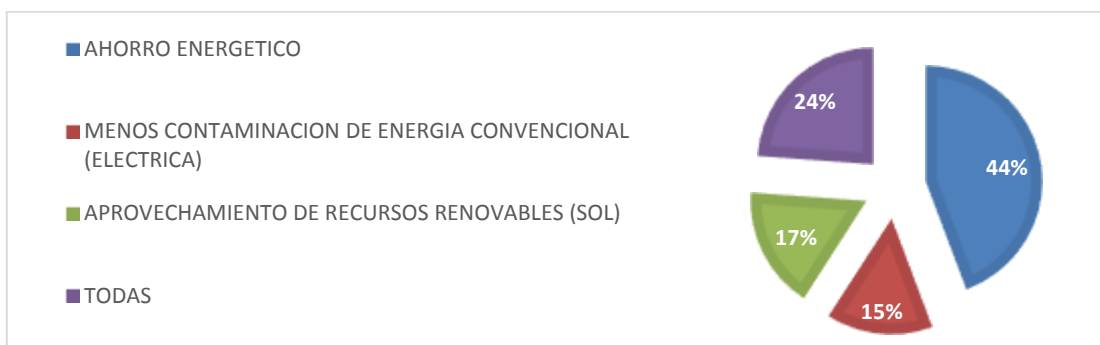 AHORRO ENERGETICO
MENOS CONTAMINACION DE ENERGIA CONVENCIONAL
(ELECTRICA)
APROVECHAMIENTO DE RECURSOS RENOVABLES (SOL)
TODAS
24%
44%
17%
15%